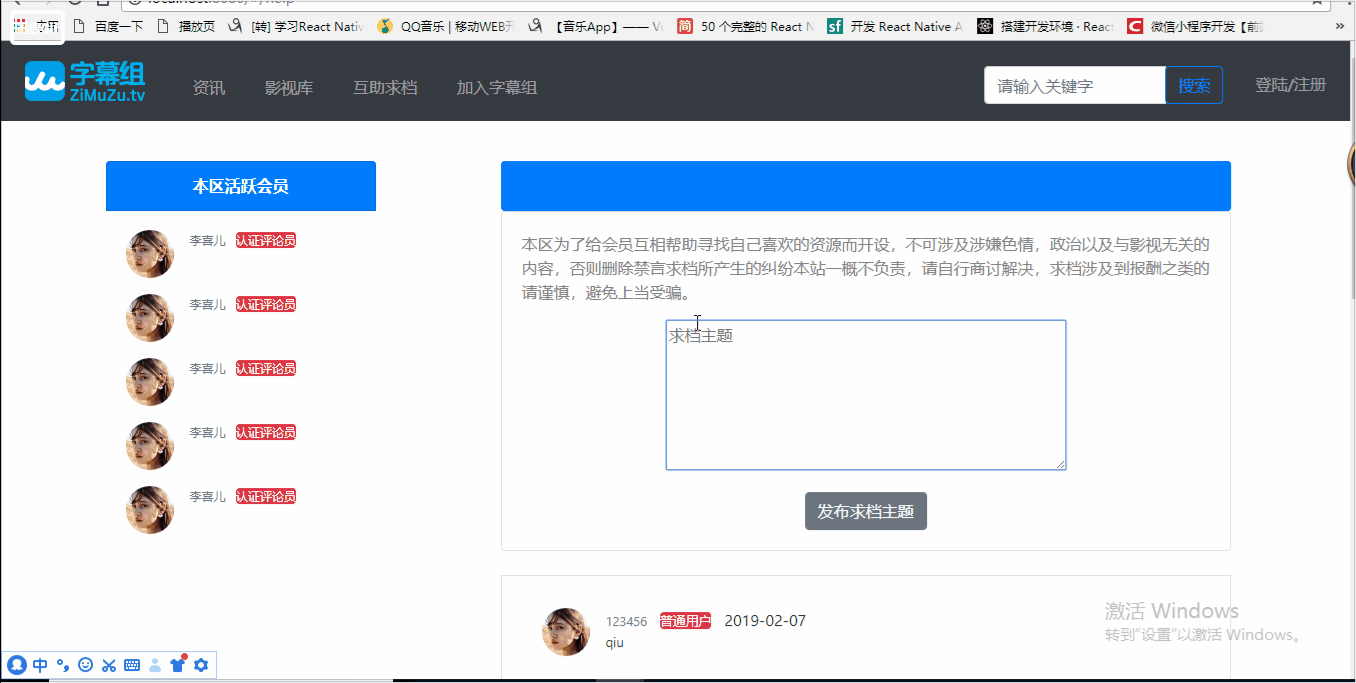 应用 百度一下 播放页 [转] 学习React Nativ QQ音乐 | 移动WEB开 【音乐App】—— Vu 简 50 个完整的 React N sf 开发 React Native A 搭建开发环境 · React 微信小程序开发【前 »
字幕组
ZiMuZu.tv
资讯 影视库 互助求档 加入字幕组 请输入关键字 搜索 登陆/注册
本区活跃会员
李喜儿 认证评论员
李喜儿 认证评论员
李喜儿 认证评论员
李喜儿 认证评论员
李喜儿 认证评论员
本区为了给会员互相帮助寻找自己喜欢的资源而开设，不可涉及涉嫌色情，政治以及与影视无关的
内容，否则删除禁言求档所产生的纠纷本站一概不负责，请自行商讨解决，求档涉及到报酬之类的
请谨慎，避免上当受骗。
求档主题
发布求档主题
123456 普通用户 2019-02-07
qiu
激活 Windows
转到"设置"以激活 Windows。
中